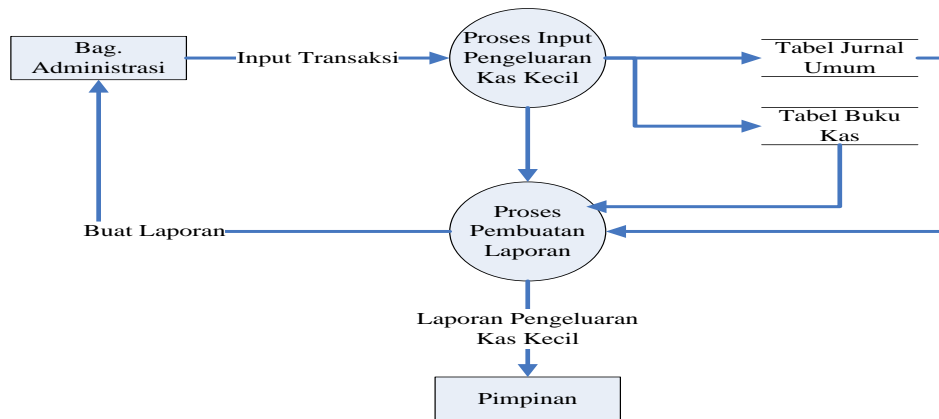 Bag.
Administrasi
Input Transaksi
Proses Input
Pengeluaran
Kas Kecil
Tabel Jurnal
Umum
Tabel Buku
Kas
Proses
Pembuatan
Laporan
Buat Laporan
Laporan Pengeluaran
Kas Kecil
Pimpinan